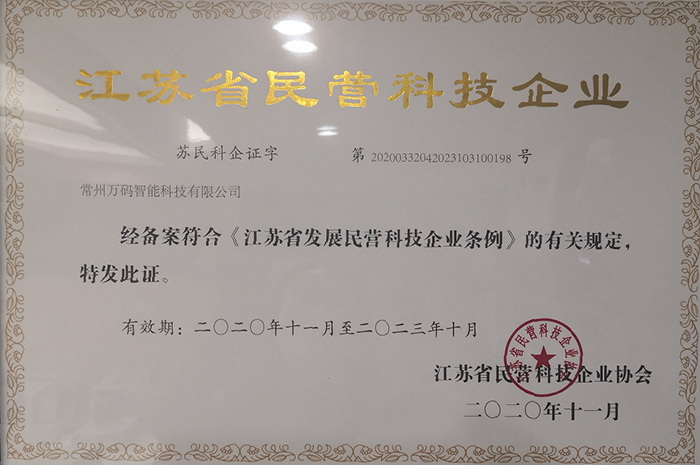 江苏省民营科技企业
苏民科企证字 第 20200332042023103100198 号
常州万码智能科技有限公司
经备案符合《江苏省发展民营科技企业条例》的有关规定，
特发此证。
有效期：二〇二〇年十一月至二〇二三年十月
江苏省民营科技企业协会
二〇二〇年十一月